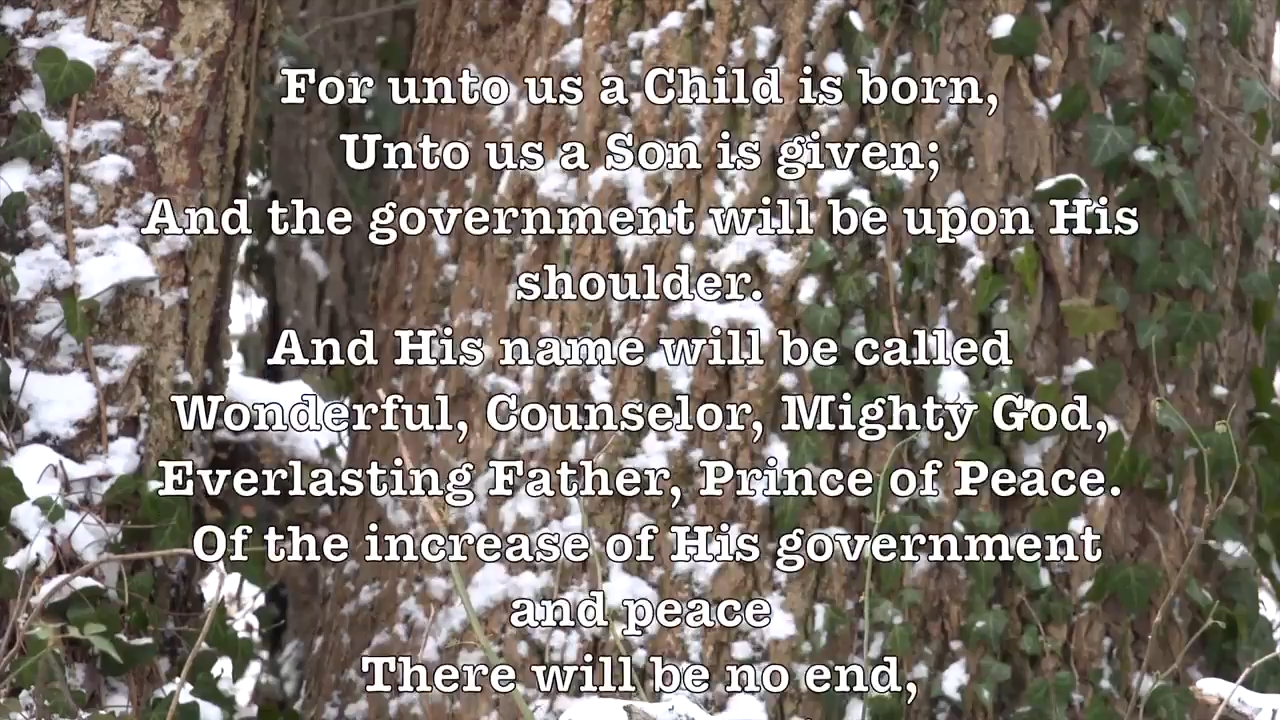 For unto us a Child is born,
Unto us a Son is given;
And the government will be upon His
shoulder.
And His name will be called
Wonderful, Counselor, Mighty God,
Everlasting Father, Prince of Peace.
Of the increase of His government
and peace
There will be no end,